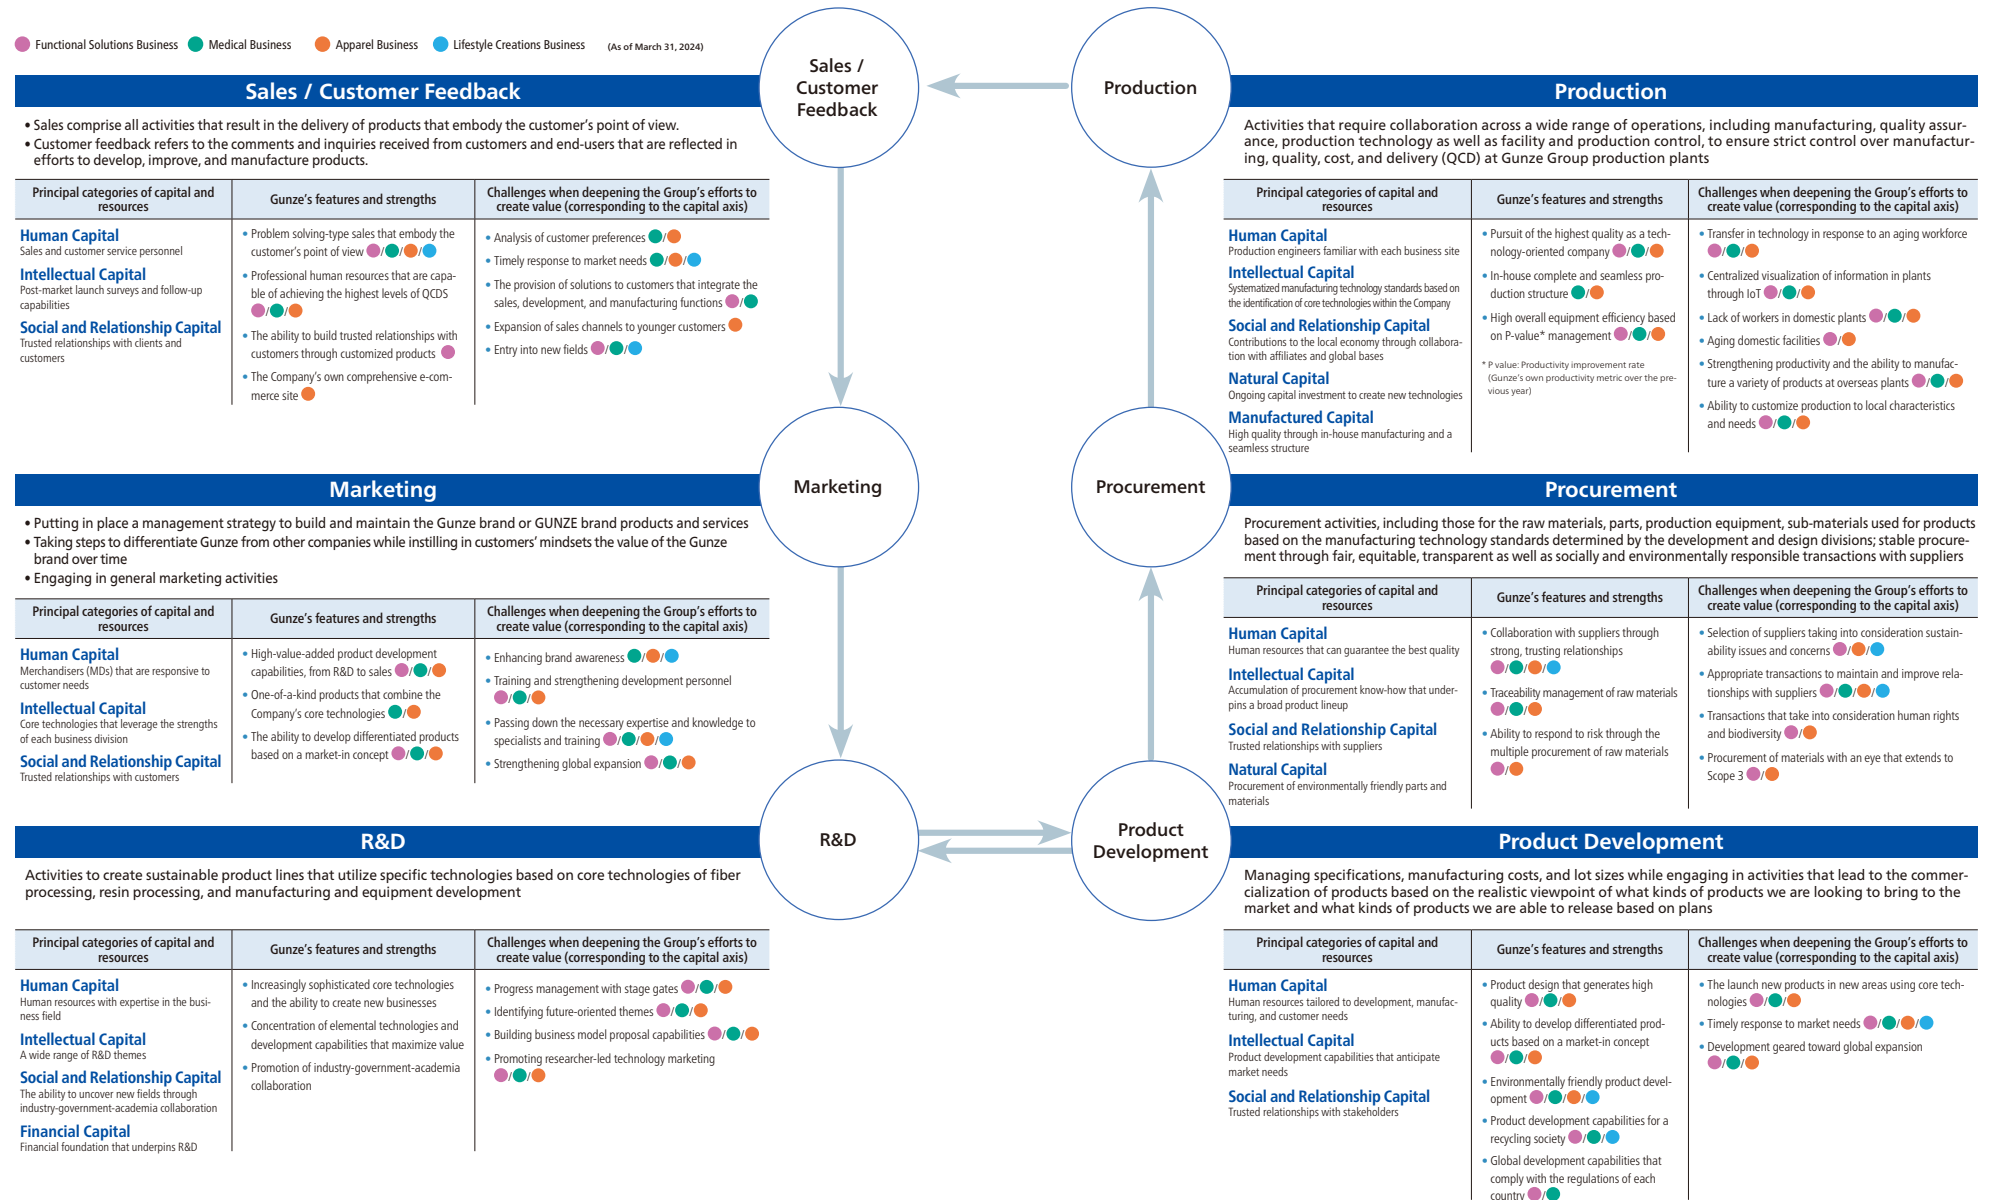 Functional Solutions Business Medical Business Apparel Business Lifestyle Creations Business (As of March 31, 2024)
Sales / Customer Feedback
• Sales comprise all activities that result in the delivery of products that embody the customer's point of view.
• Customer feedback refers to the comments and inquiries received from customers and end-users that are reflected in
efforts to develop, improve, and manufacture products.
Principal categories of capital and
resources
Gunze's features and strengths
Challenges when deepening the Group's efforts to
create value (corresponding to the capital axis)
Human Capital
Sales and customer service personnel
Intellectual Capital
Post-market launch surveys and follow-up
capabilities
Social and Relationship Capital
Trusted relationships with clients and
customers
• Problem solving-type sales that embody the
customer's point of view / / /
• Professional human resources that are capa-
ble of achieving the highest levels of QCDS
/ /
• The ability to build trusted relationships with
customers through customized products
• The Company's own comprehensive e-com-
merce site
• Analysis of customer preferences /
• Timely response to market needs / /
• The provision of solutions to customers that integrate the
sales, development, and manufacturing functions /
• Expansion of sales channels to younger customers
• Entry into new fields / /
Marketing
• Putting in place a management strategy to build and maintain the Gunze brand or GUNZE brand products and services
• Taking steps to differentiate Gunze from other companies while instilling in customers' mindsets the value of the Gunze
brand over time
• Engaging in general marketing activities
Principal categories of capital and
resources
Gunze's features and strengths
Challenges when deepening the Group's efforts to
create value (corresponding to the capital axis)
Human Capital
Merchandisers (MDs) that are responsive to
customer needs
Intellectual Capital
Core technologies that leverage the strengths
of each business division
Social and Relationship Capital
Trusted relationships with customers
• High-value-added product development
capabilities, from R&D to sales / /
• One-of-a-kind products that combine the
Company's core technologies /
• The ability to develop differentiated products
based on a market-in concept / /
• Enhancing brand awareness / /
• Training and strengthening development personnel
/ /
• Passing down the necessary expertise and knowledge to
specialists and training / / /
• Strengthening global expansion / /
R&D
Activities to create sustainable product lines that utilize specific technologies based on core technologies of fiber
processing, resin processing, and manufacturing and equipment development
Principal categories of capital and
resources
Gunze's features and strengths
Challenges when deepening the Group's efforts to
create value (corresponding to the capital axis)
Human Capital
Human resources with expertise in the busi-
ness field
Intellectual Capital
A wide range of R&D themes
Social and Relationship Capital
The ability to uncover new fields through
industry-government-academia collaboration
Financial Capital
Financial foundation that underpins R&D
• Increasingly sophisticated core technologies
and the ability to create new businesses
• Concentration of elemental technologies and
development capabilities that maximize value
• Promotion of industry-government-academia
collaboration
• Progress management with stage gates / /
• Identifying future-oriented themes / /
• Building business model proposal capabilities / /
• Promoting researcher-led technology marketing
/ /
Sales /
Customer
Feedback
Production
Marketing
Procurement
R&D
Product
Development
Production
Activities that require collaboration across a wide range of operations, including manufacturing, quality assur-
ance, production technology as well as facility and production control, to ensure strict control over manufactur-
ing, quality, cost, and delivery (QCD) at Gunze Group production plants
Principal categories of capital and
resources
Gunze's features and strengths
Challenges when deepening the Group's efforts to
create value (corresponding to the capital axis)
Human Capital
Production engineers familiar with each business site
Intellectual Capital
Systematized manufacturing technology standards based on
the identification of core technologies within the Company
Social and Relationship Capital
Contributions to the local economy through collabora-
tion with affiliates and global bases
Natural Capital
Ongoing capital investment to create new technologies
Manufactured Capital
High quality through in-house manufacturing and a
seamless structure
• Pursuit of the highest quality as a tech-
nology-oriented company / /
• In-house complete and seamless pro-
duction structure /
• High overall equipment efficiency based
on P-value* management / /
* P value: Productivity improvement rate
(Gunze's own productivity metric over the pre-
vious year)
• Transfer in technology in response to an aging workforce
/ /
• Centralized visualization of information in plants
through IoT / /
• Lack of workers in domestic plants / /
• Aging domestic facilities /
• Strengthening productivity and the ability to manufac-
ture a variety of products at overseas plants / /
• Ability to customize production to local characteristics
and needs / /
Procurement
Procurement activities, including those for the raw materials, parts, production equipment, sub-materials used for products
based on the manufacturing technology standards determined by the development and design divisions; stable procure-
ment through fair, equitable, transparent as well as socially and environmentally responsible transactions with suppliers
Principal categories of capital and
resources
Gunze's features and strengths
Challenges when deepening the Group's efforts to
create value (corresponding to the capital axis)
Human Capital
Human resources that can guarantee the best quality
Intellectual Capital
Accumulation of procurement know-how that under-
pins a broad product lineup
Social and Relationship Capital
Trusted relationships with suppliers
Natural Capital
Procurement of environmentally friendly parts and
materials
• Collaboration with suppliers through
strong, trusting relationships
/ / /
• Traceability management of raw materials
/ /
• Ability to respond to risk through the
multiple procurement of raw materials
/
• Selection of suppliers taking into consideration sustain-
ability issues and concerns / /
• Appropriate transactions to maintain and improve rela-
tionships with suppliers / / /
• Transactions that take into consideration human rights
and biodiversity /
• Procurement of materials with an eye that extends to
Scope 3 /
Product Development
Managing specifications, manufacturing costs, and lot sizes while engaging in activities that lead to the commer-
cialization of products based on the realistic viewpoint of what kinds of products we are looking to bring to the
market and what kinds of products we are able to release based on plans
Principal categories of capital and
resources
Gunze's features and strengths
Challenges when deepening the Group's efforts to
create value (corresponding to the capital axis)
Human Capital
Human resources tailored to development, manufac-
turing, and customer needs
Intellectual Capital
Product development capabilities that anticipate
market needs
Social and Relationship Capital
Trusted relationships with stakeholders
• Product design that generates high
quality / /
• Ability to develop differentiated prod-
ucts based on a market-in concept
/ /
• Environmentally friendly product devel-
opment / / /
• Product development capabilities for a
recycling society / /
• Global development capabilities that
comply with the regulations of each
country /
• The launch new products in new areas using core tech-
nologies / /
• Timely response to market needs / / /
• Development geared toward global expansion
/ /